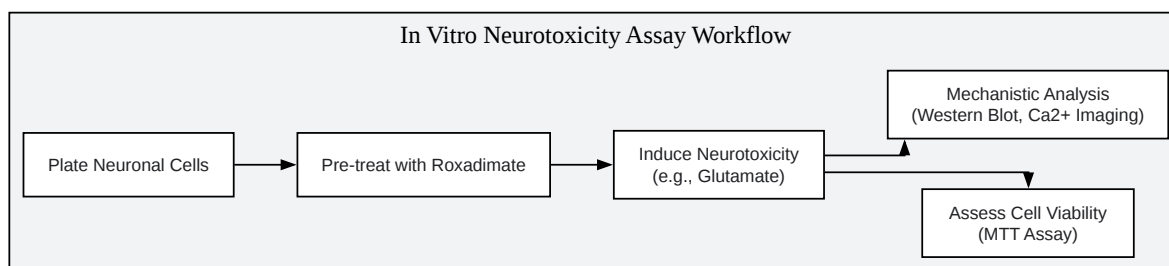 In Vitro Neurotoxicity Assay Workflow
Plate Neuronal Cells
Pre-treat with Roxadimate
Induce Neurotoxicity
(e.g., Glutamate)
Mechanistic Analysis
(Western Blot, Ca2+ Imaging)
Assess Cell Viability
(MTT Assay)